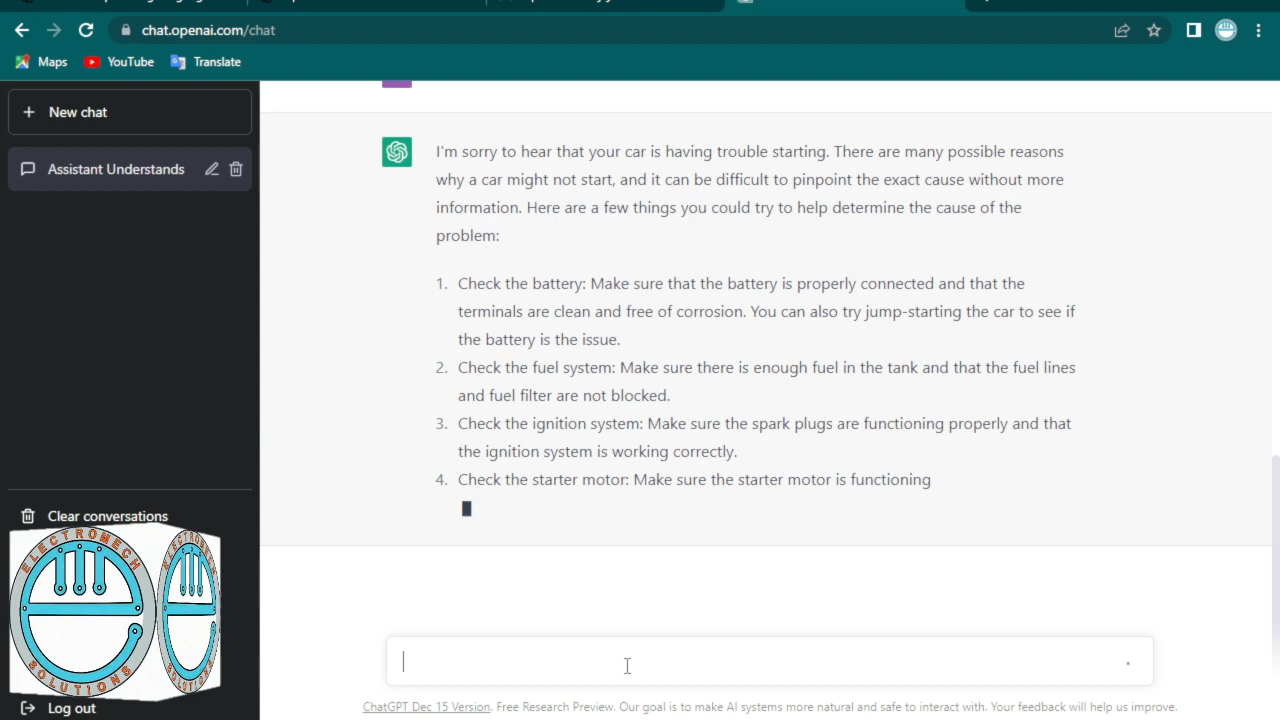 chat.openai.com/chat
Maps YouTube Translate
New chat
Assistant Understands
I'm sorry to hear that your car is having trouble starting. There are many possible reasons
why a car might not start, and it can be difficult to pinpoint the exact cause without more
information. Here are a few things you could try to help determine the cause of the
problem:
1. Check the battery: Make sure that the battery is properly connected and that the
terminals are clean and free of corrosion. You can also try jump-starting the car to see if
the battery is the issue.
2. Check the fuel system: Make sure there is enough fuel in the tank and that the fuel lines
and fuel filter are not blocked.
3. Check the ignition system: Make sure the spark plugs are functioning properly and that
the ignition system is working correctly.
4. Check the starter motor: Make sure the starter motor is functioning
Clear conversations
ELECTROMECH
SOLUTIONS
Log out
ChatGPT Dec 15 Version. Free Research Preview. Our goal is to make AI systems more natural and safe to interact with. Your feedback will help us improve.